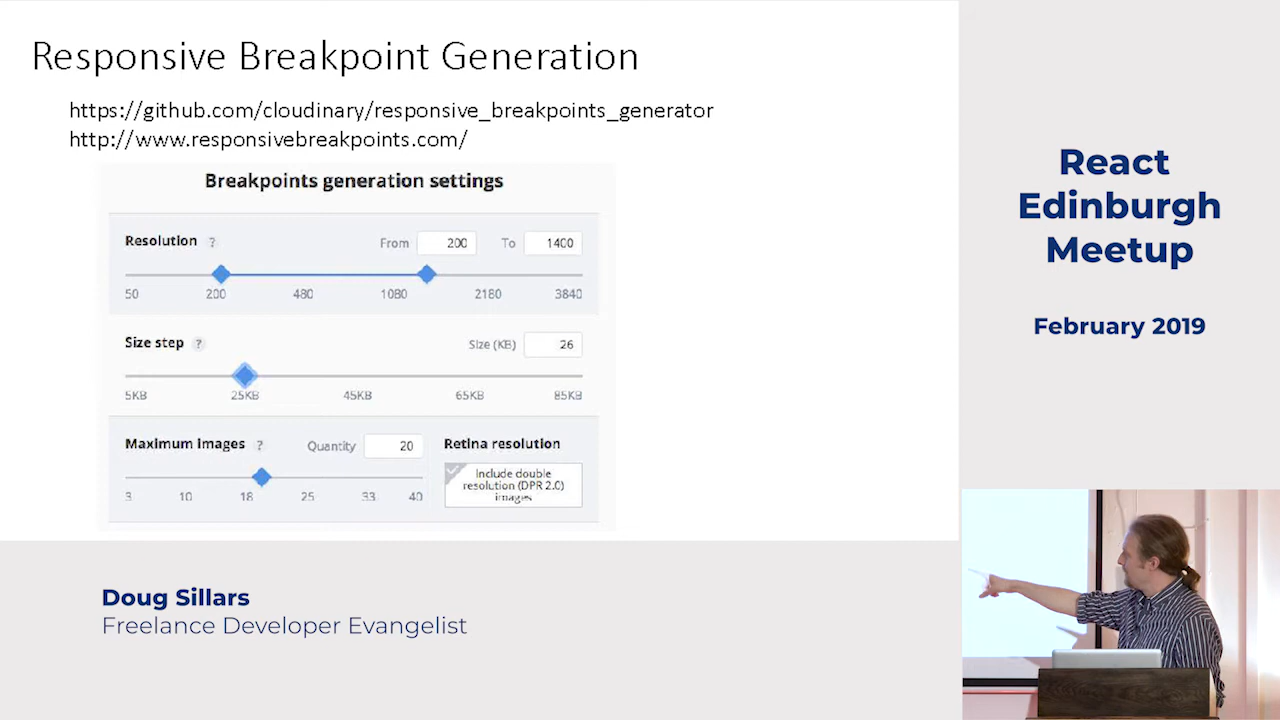 Responsive Breakpoint Generation
https://github.com/cloudinary/responsive_breakpoints_generator
http://www.responsivebreakpoints.com/
Breakpoints generation settings
Resolution ? From 200 To 1400
50 200 480 1080 2180 3840
Size step ? Size (KB) 26
5KB 25KB 45KB 65KB 85KB
Maximum images ? Quantity 20
3 10 18 25 33 40
Retina resolution
Include double
resolution (DPR 2.0)
images
React
Edinburgh
Meetup
February 2019
Doug Sillars
Freelance Developer Evangelist